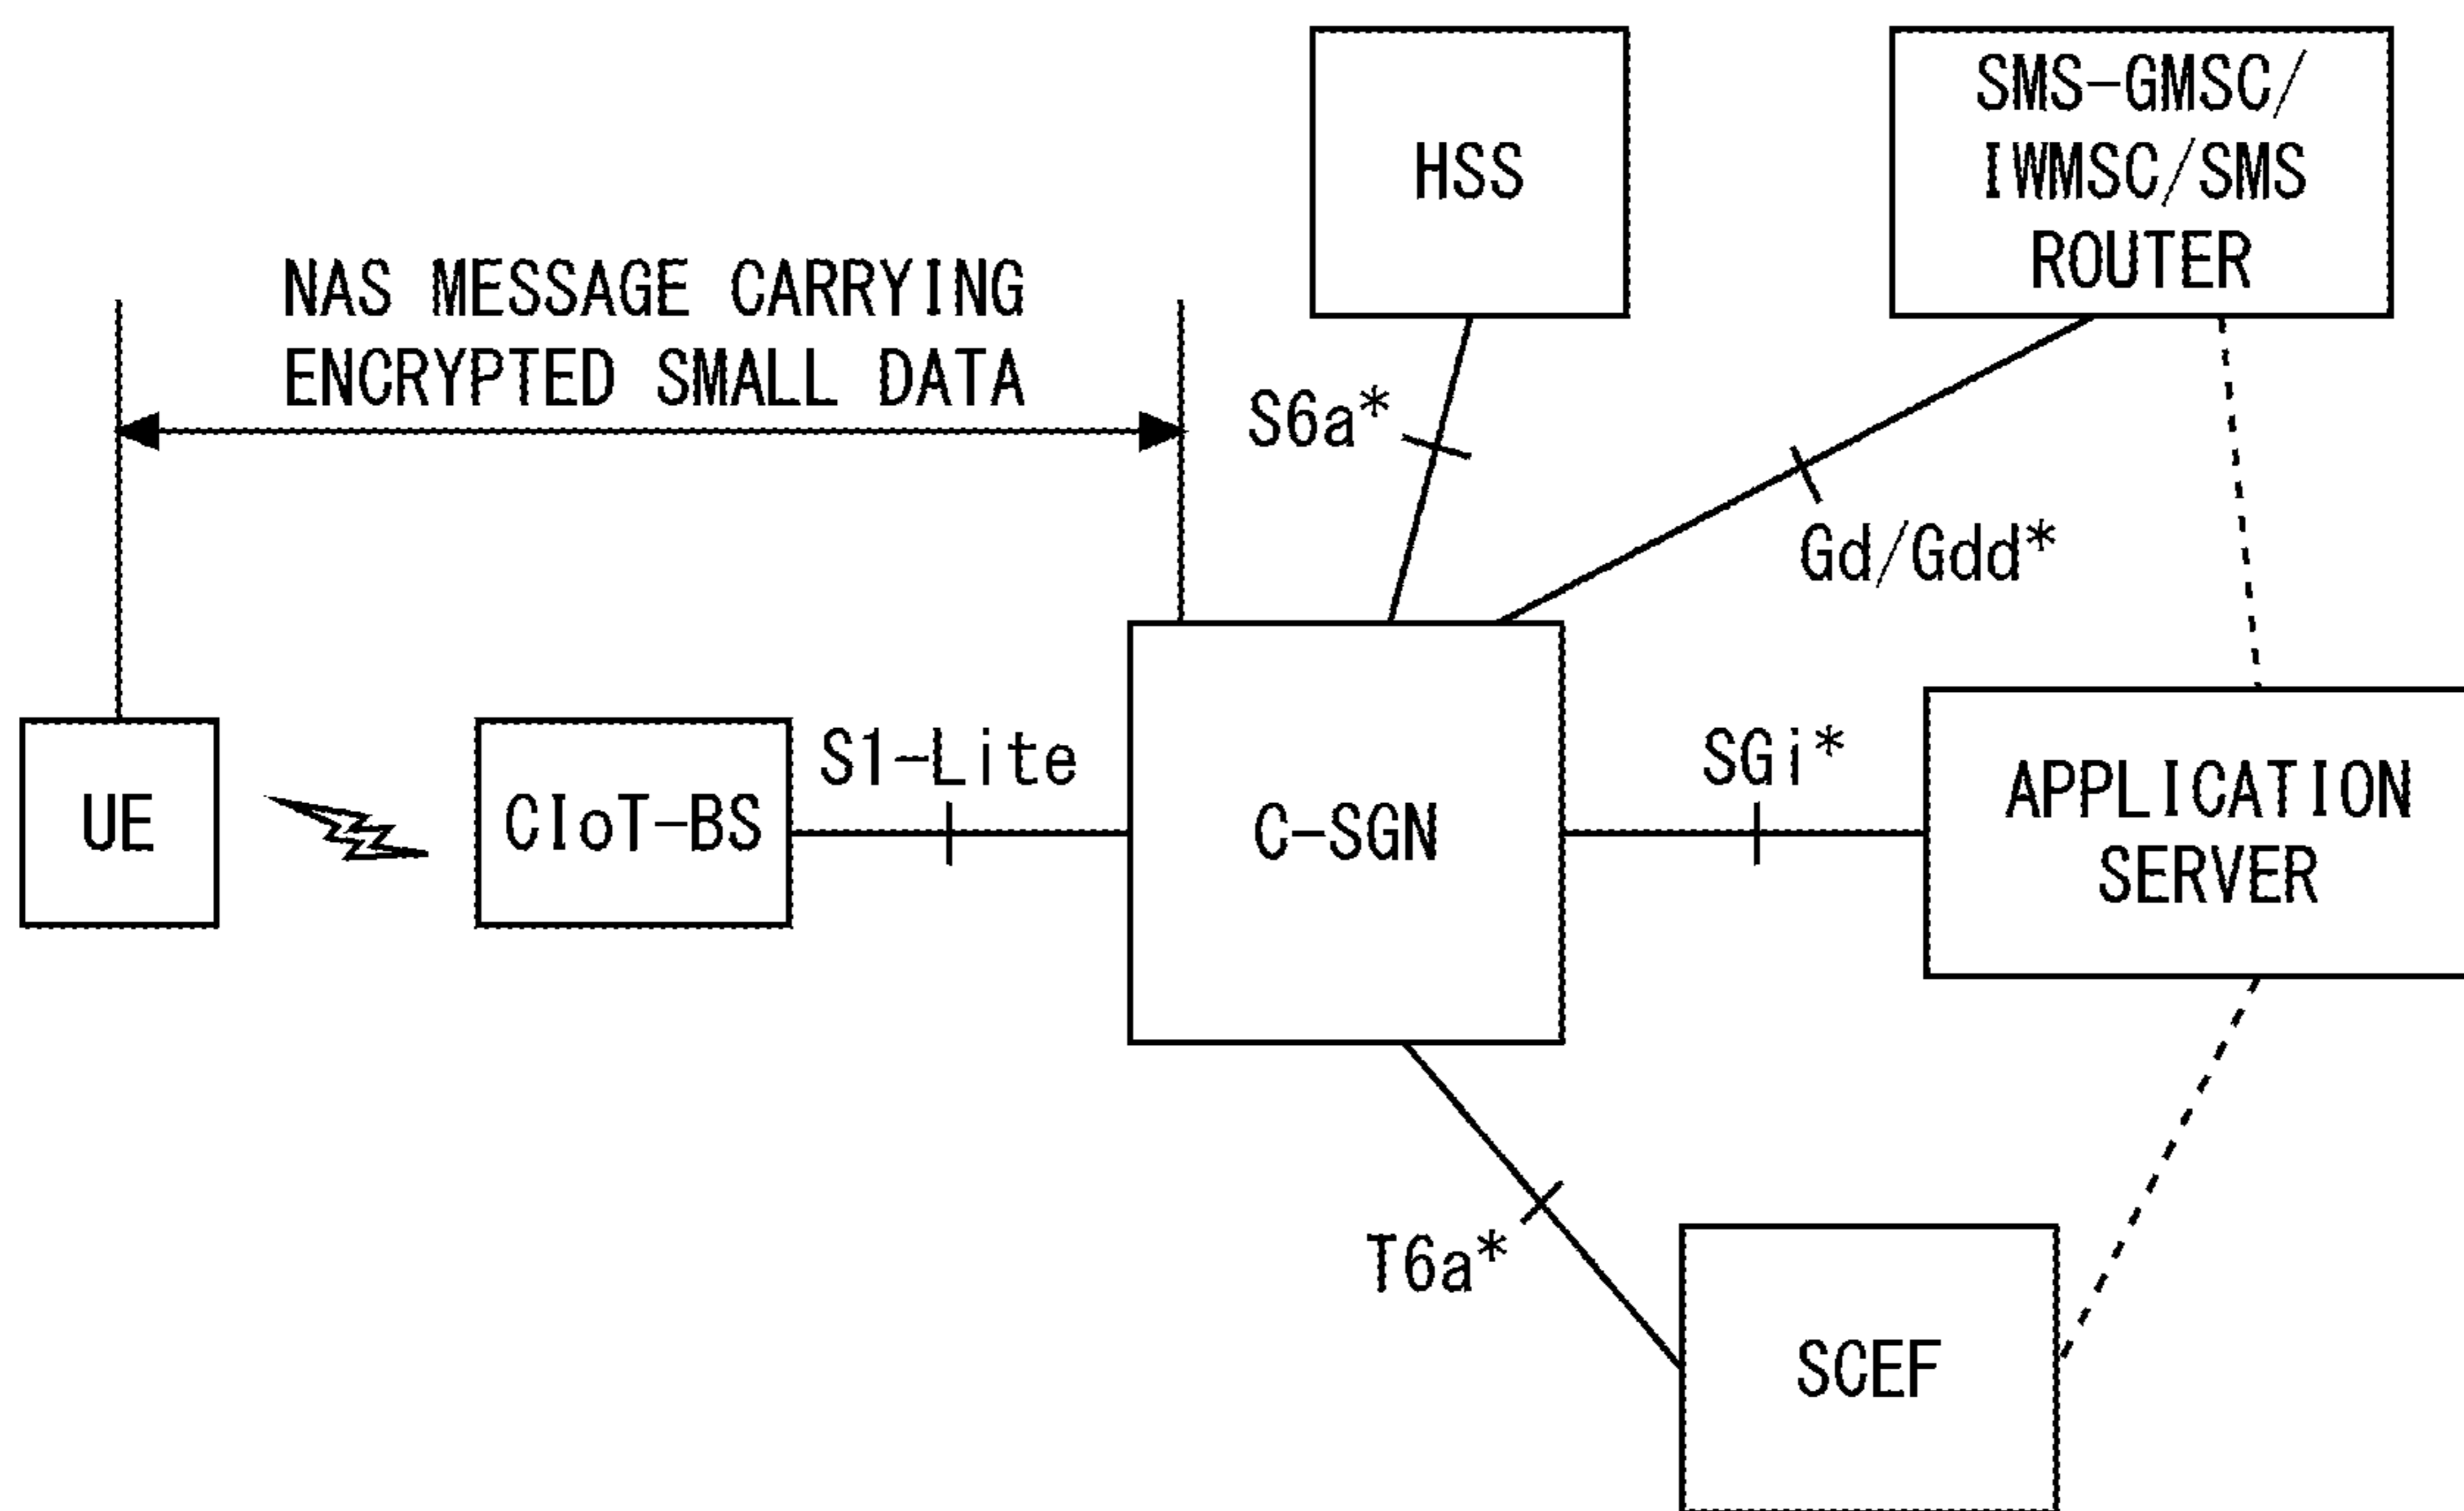 HSS
SMS-GMSC/
IWMSC/SMS
ROUTER
NAS MESSAGE CARRYING
ENCRYPTED SMALL DATA
S6a*
Gd/Gdd*
UE
CIoT-BS
S1-Lite
C-SGN
SGi*
APPLICATION
SERVER
T6a*
SCEF